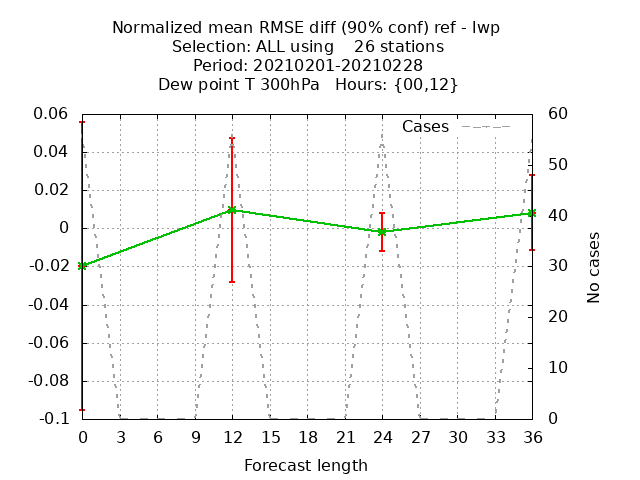 Normalized mean RMSE diff (90% conf) ref - lwp
Selection: ALL using    26 stations
Period: 20210201-20210228
Dew point T 300hPa   Hours: {00,12}
Cases
0.06
0.04
0.02
0
-0.02
-0.04
-0.06
-0.08
-0.1
60
50
40
30
20
10
0
No cases
0 3 6 9 12 15 18 21 24 27 30 33 36
Forecast length